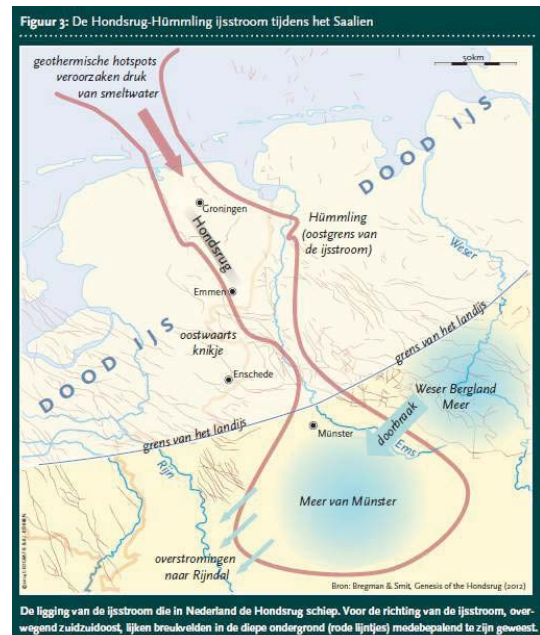 Figuur 3: De Hondsrug-Hümmling ijsstroom tijdens het Saalien
geothermische hotspots
veroorzaken druk
van smeltwater
50km
DOOD IJS
Groningen
Hondsrug
Hümmling
(oostgrens van
de ijsstroom)
Weser
Emmen
DOOD IJS
oostwaarts
knikje
grens van het landijs
Enschede
Weser Bergland
Meer
doorbraak
Münster
Ems
grens van het landijs
Rijn
Meer van Münster
overstromingen
naar Rijndal
Bron: Bregman & Smit, Genesis of the Hondsrug (2012)
De ligging van de ijsstroom die in Nederland de Hondsrug schiep. Voor de richting van de ijsstroom, over-
wegend zuidzuidoost, lijken breukvelden in de diepe ondergrond (rode lijntjes) medebepalend te zijn geweest.